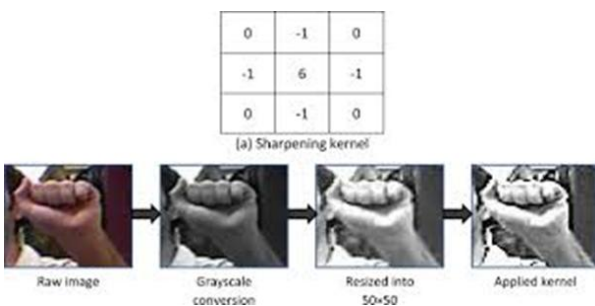 0 -1 0
-1 6 -1
0 -1 0
(a) Sharpening kernel
Raw image
Grayscale
conversion
Resized into
50×50
Applied kernel